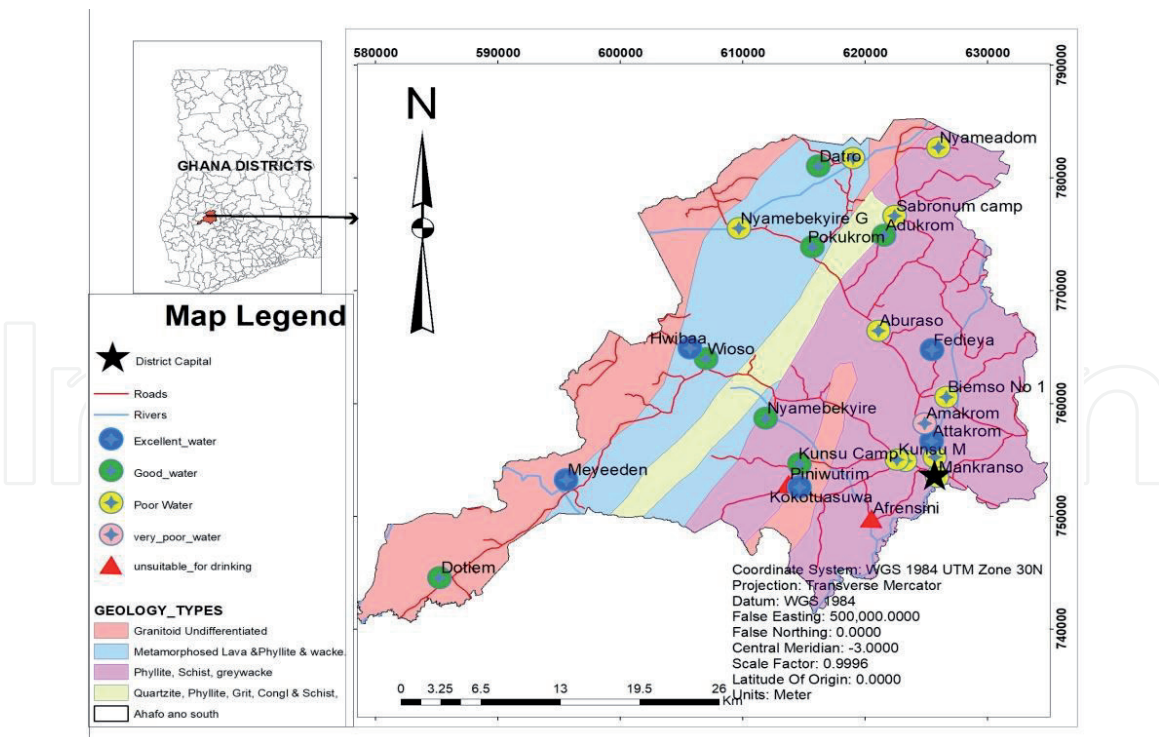 580000 590000 600000 610000 620000 630000
790000
780000
770000
760000
750000
740000
GHANA DISTRICTS
N
Nyameadom
Datro
Sabronum camp
Nyamebekyire G
Adukrom
Pokukrom
Aburaso
Hwibaa
Fedieya
Wioso
Biemso No 1
Nyamebekyire
Amakrom
Attakrom
Kunsu Camp
Kunsu M
Mankranso
Meyeeden
Piniwutrim
Kokotuasuwa
Afrensini
Dotiem
Map Legend
District Capital
Roads
Rivers
Excellent_water
Good_water
Poor Water
very_poor_water
unsuitable_for drinking
GEOLOGY_TYPES
Granitoid Undifferentiated
Metamorphosed Lava &Phyllite & wacke.
Phyllite, Schist, greywacke
Quartzite, Phyllite, Grit, Congl & Schist,
Ahafo ano south
Coordinate System: WGS 1984 UTM Zone 30N
Projection: Transverse Mercator
Datum: WGS 1984
False Easting: 500,000.0000
False Northing: 0.0000
Central Meridian: -3.0000
Scale Factor: 0.9996
Latitude Of Origin: 0.0000
Units: Meter
0 3.25 6.5 13 19.5 26
Km